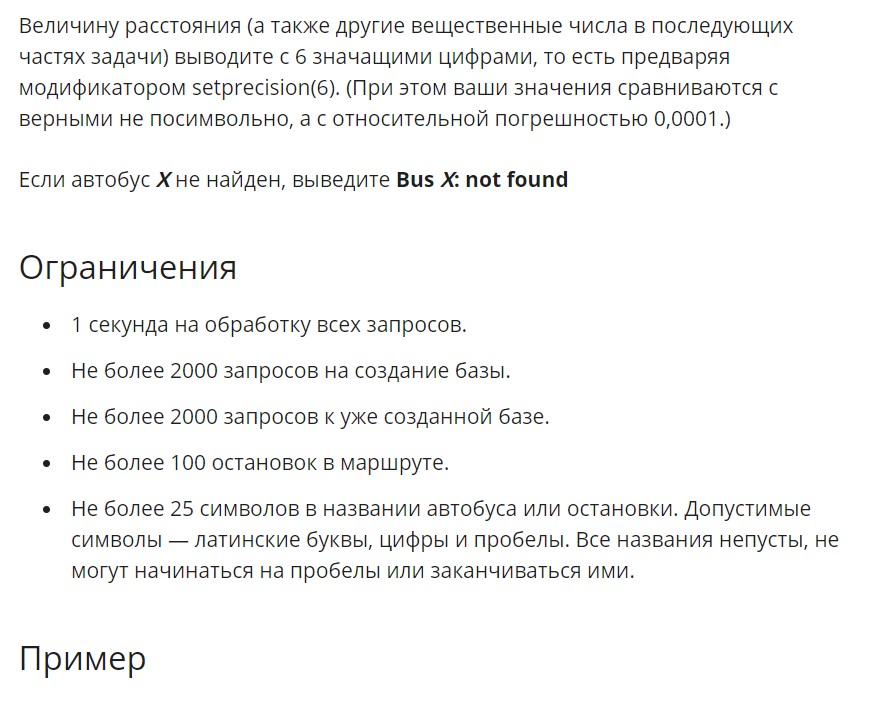 Величину расстояния (а также другие вещественные числа в последующих
частях задачи) выводите с 6 значащими цифрами, то есть предваряя
модификатором setprecision(6). (При этом ваши значения сравниваются с
верными не посимвольно, а с относительной погрешностью 0,0001.)
Если автобус X не найден, выведите Bus X: not found
Ограничения
• 1 секунда на обработку всех запросов.
• Не более 2000 запросов на создание базы.
• Не более 2000 запросов к уже созданной базе.
• Не более 100 остановок в маршруте.
• Не более 25 символов в названии автобуса или остановки. Допустимые
символы — латинские буквы, цифры и пробелы. Все названия непусты, не
могут начинаться на пробелы или заканчиваться ими.
Пример